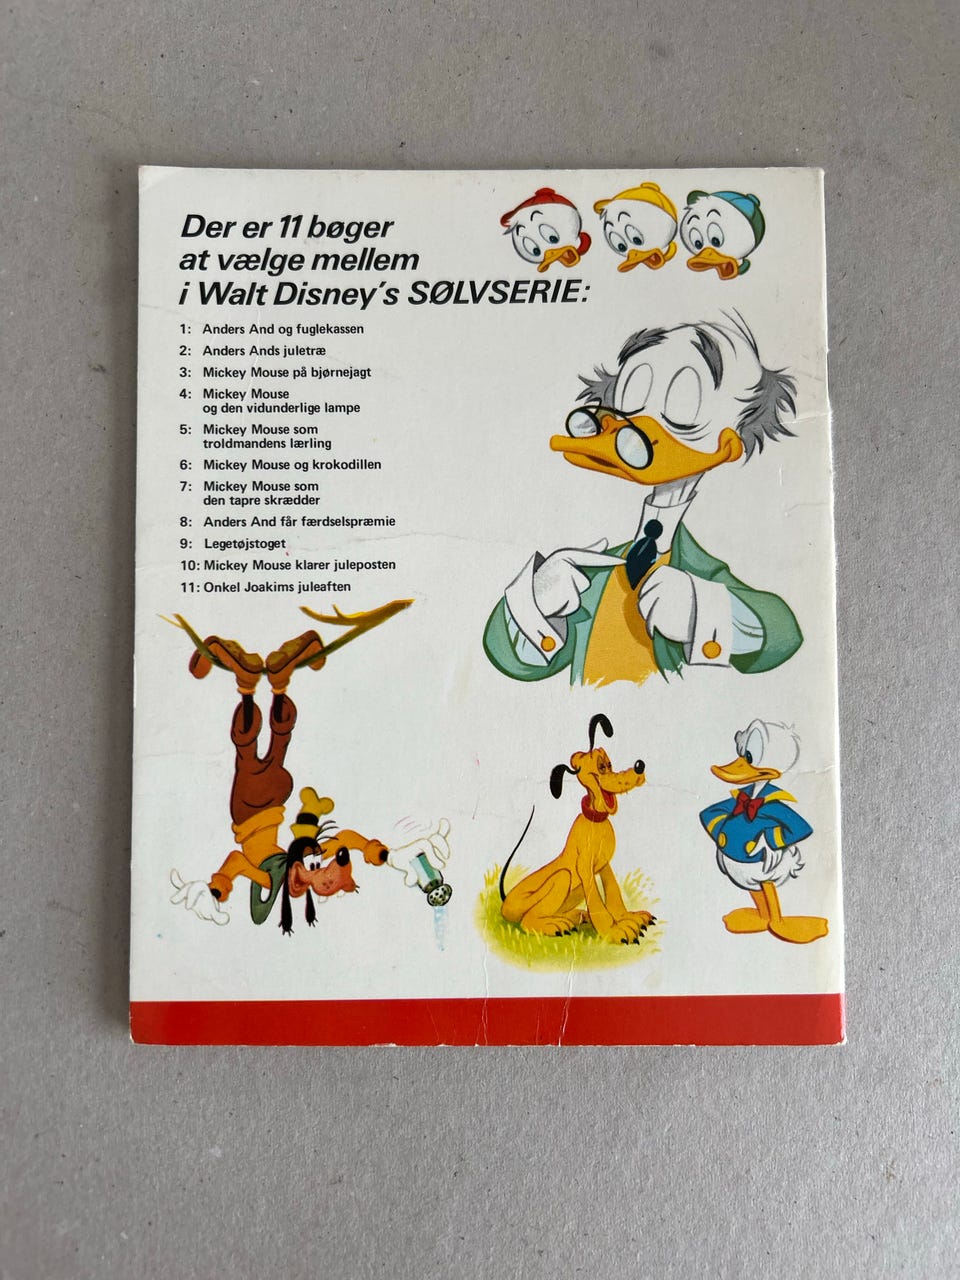 Der er 11 bøger
at vælge mellem
i Walt Disney's SØLVSERIE:
1: Anders And og fuglekassen
2: Anders Ands juletræ
3: Mickey Mouse på bjørnejagt
4: Mickey Mouse
og den vidunderlige lampe
5: Mickey Mouse som
troldmandens lærling
6: Mickey Mouse og krokodillen
7: Mickey Mouse som
den tapre skrædder
8: Anders And får færdselspræmie
9: Legetøjstoget
10: Mickey Mouse klarer juleposten
11: Onkel Joakims juleaften